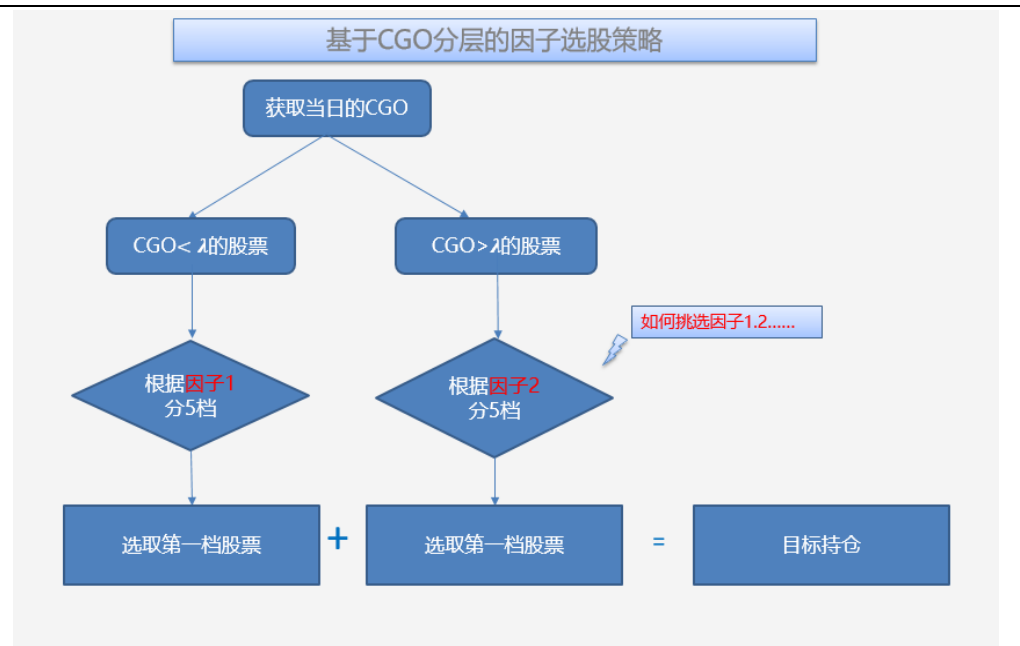 基于CGO分层的因子选股策略
获取当日的CGO
CGO< λ的股票
CGO>λ的股票
如何挑选因子1.2......
根据因子1
分5档
根据因子2
分5档
选取第一档股票
+
选取第一档股票
=
目标持仓